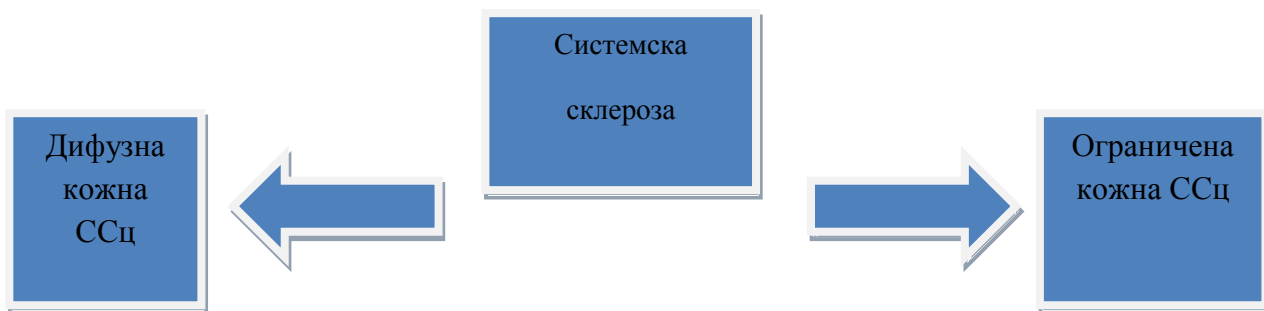 Системска
склероза
Дифузна
кожна
ССц
Ограничена
кожна ССц